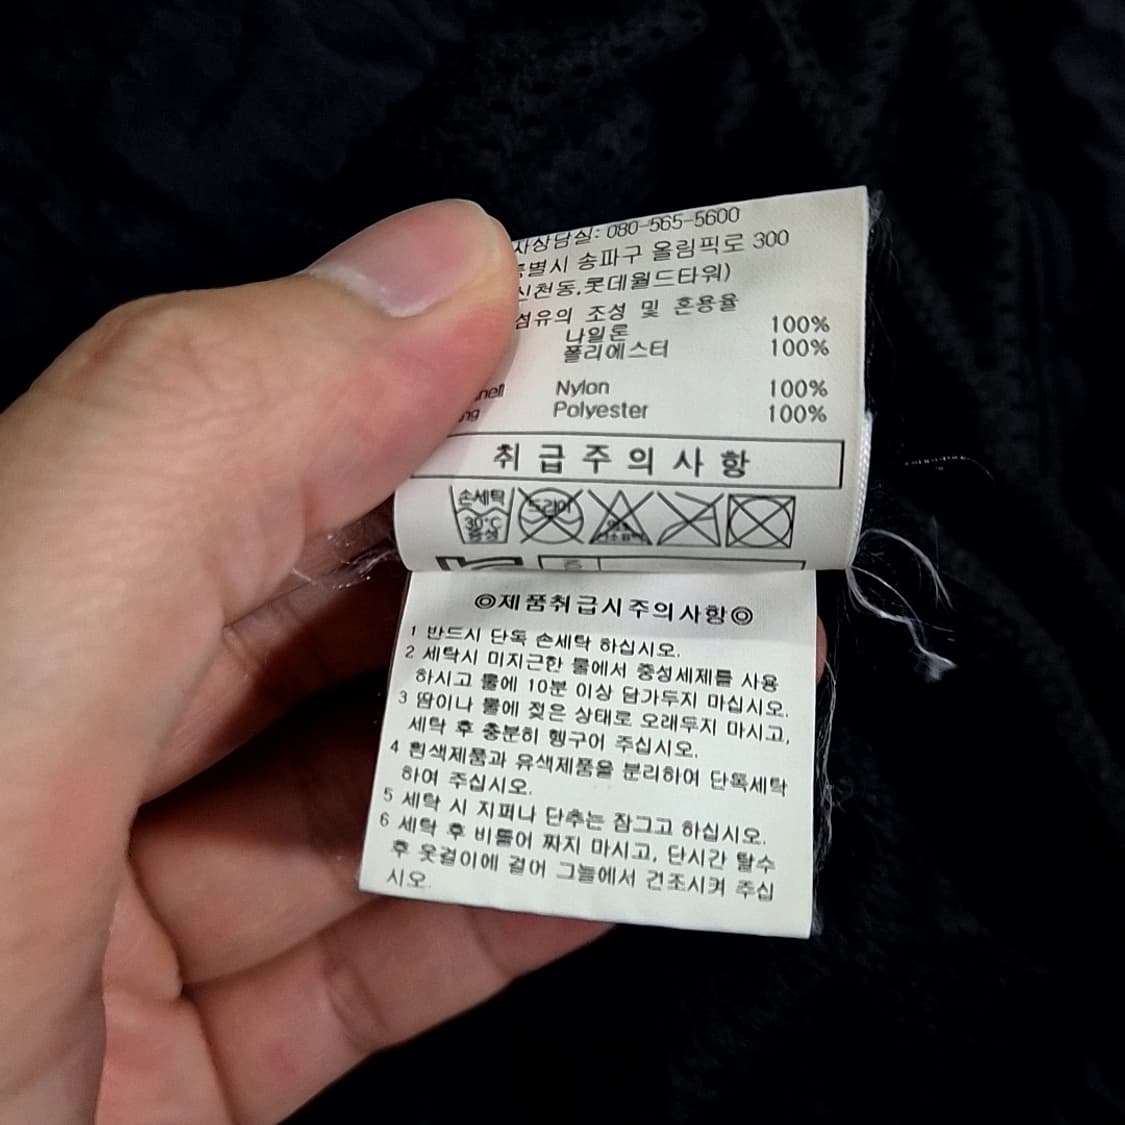 사상담실: 080-565-5600
특별시 송파구 올림픽로 300
신천동,롯데월드타워)
섬유의 조성 및 혼용율
나일론 100%
폴리에스터 100%
Nylon 100%
Polyester 100%
취급주의사항
손세탁 드라이
30°C
중성
◎제품취급시주의사항◎
1 반드시 단독 손세탁 하십시오.
2 세탁시 미지근한 물에서 중성세제를 사용
하시고 물에 10분 이상 담가두지 마십시오.
3 땀이나 물에 젖은 상태로 오래두지 마시고,
세탁 후 충분히 헹구어 주십시오.
4 흰색제품과 유색제품을 분리하여 단독세탁
하여 주십시오.
5 세탁 시 지퍼나 단추는 잠그고 하십시오.
6 세탁 후 비틀어 짜지 마시고, 단시간 탈수
후 옷걸이에 걸어 그늘에서 건조시켜 주십
시오.